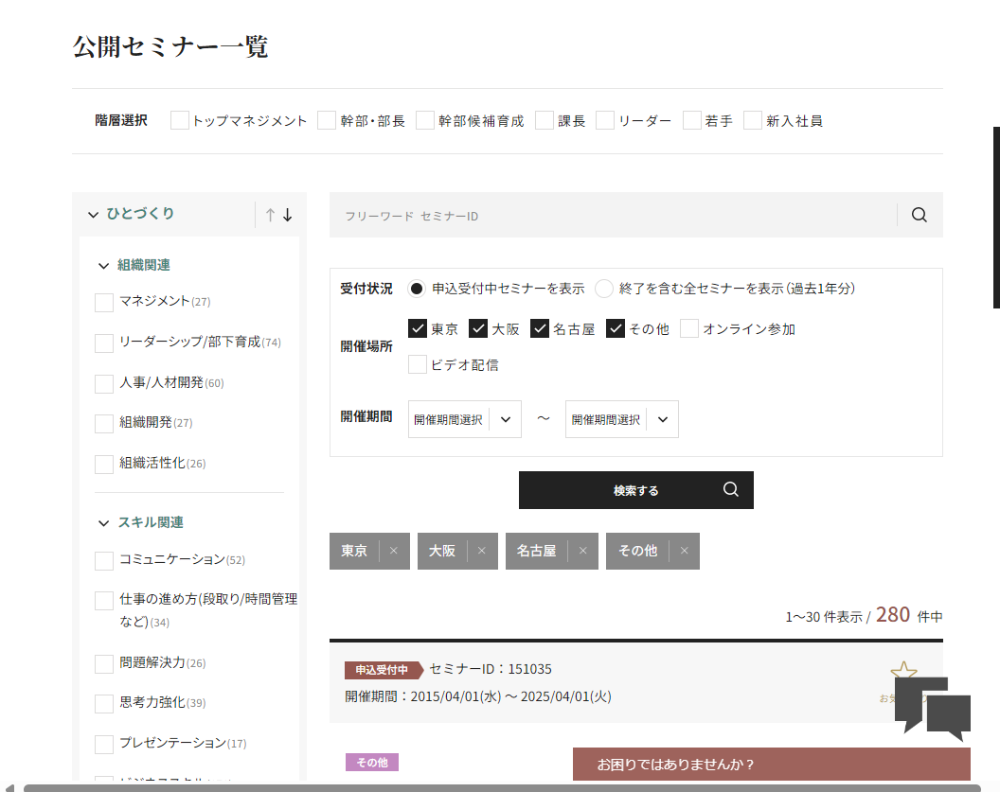 公開セミナー一覧
階層選択 トップマネジメント 幹部・部長 幹部候補育成 課長 リーダー 若手 新入社員
ひとづくり
組織関連
マネジメント(27)
リーダーシップ/部下育成(74)
人事/人材開発(60)
組織開発(27)
組織活性化(26)
スキル関連
コミュニケーション(52)
仕事の進め方(段取り/時間管理
など)(34)
問題解決力(26)
思考力強化(39)
プレゼンテーション(17)
フリーワード セミナーID
受付状況 申込受付中セミナーを表示 終了を含む全セミナーを表示（過去1年分）
開催場所 東京 大阪 名古屋 その他 オンライン参加
ビデオ配信
開催期間 開催期間選択 ～ 開催期間選択
検索する
東京 × 大阪 × 名古屋 × その他 ×
1～30 件表示 / 280 件中
申込受付中 セミナーID：151035
開催期間：2015/04/01(水) ～ 2025/04/01(火)
その他
お困りではありませんか？